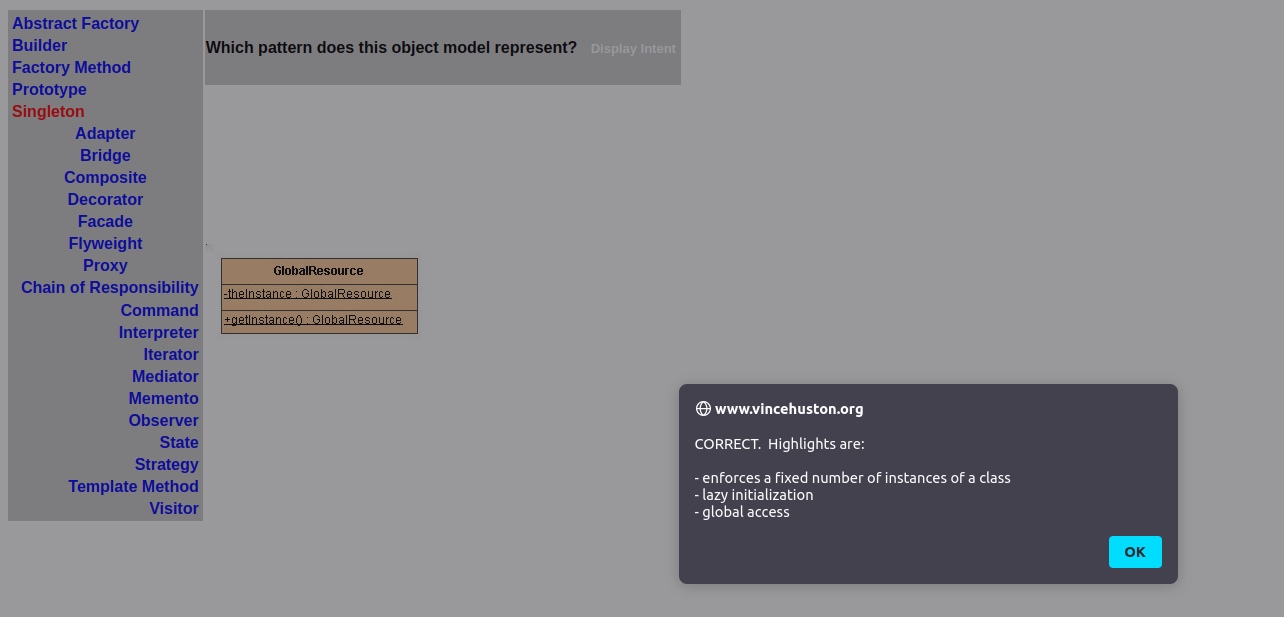 Abstract Factory
Builder
Factory Method
Prototype
Singleton
Adapter
Bridge
Composite
Decorator
Facade
Flyweight
Proxy
Chain of Responsibility
Command
Interpreter
Iterator
Mediator
Memento
Observer
State
Strategy
Template Method
Visitor
Which pattern does this object model represent? Display Intent
GlobalResource
-theInstance : GlobalResource
+getInstance() : GlobalResource
www.vincehuston.org
CORRECT.  Highlights are:
- enforces a fixed number of instances of a class
- lazy initialization
- global access
OK